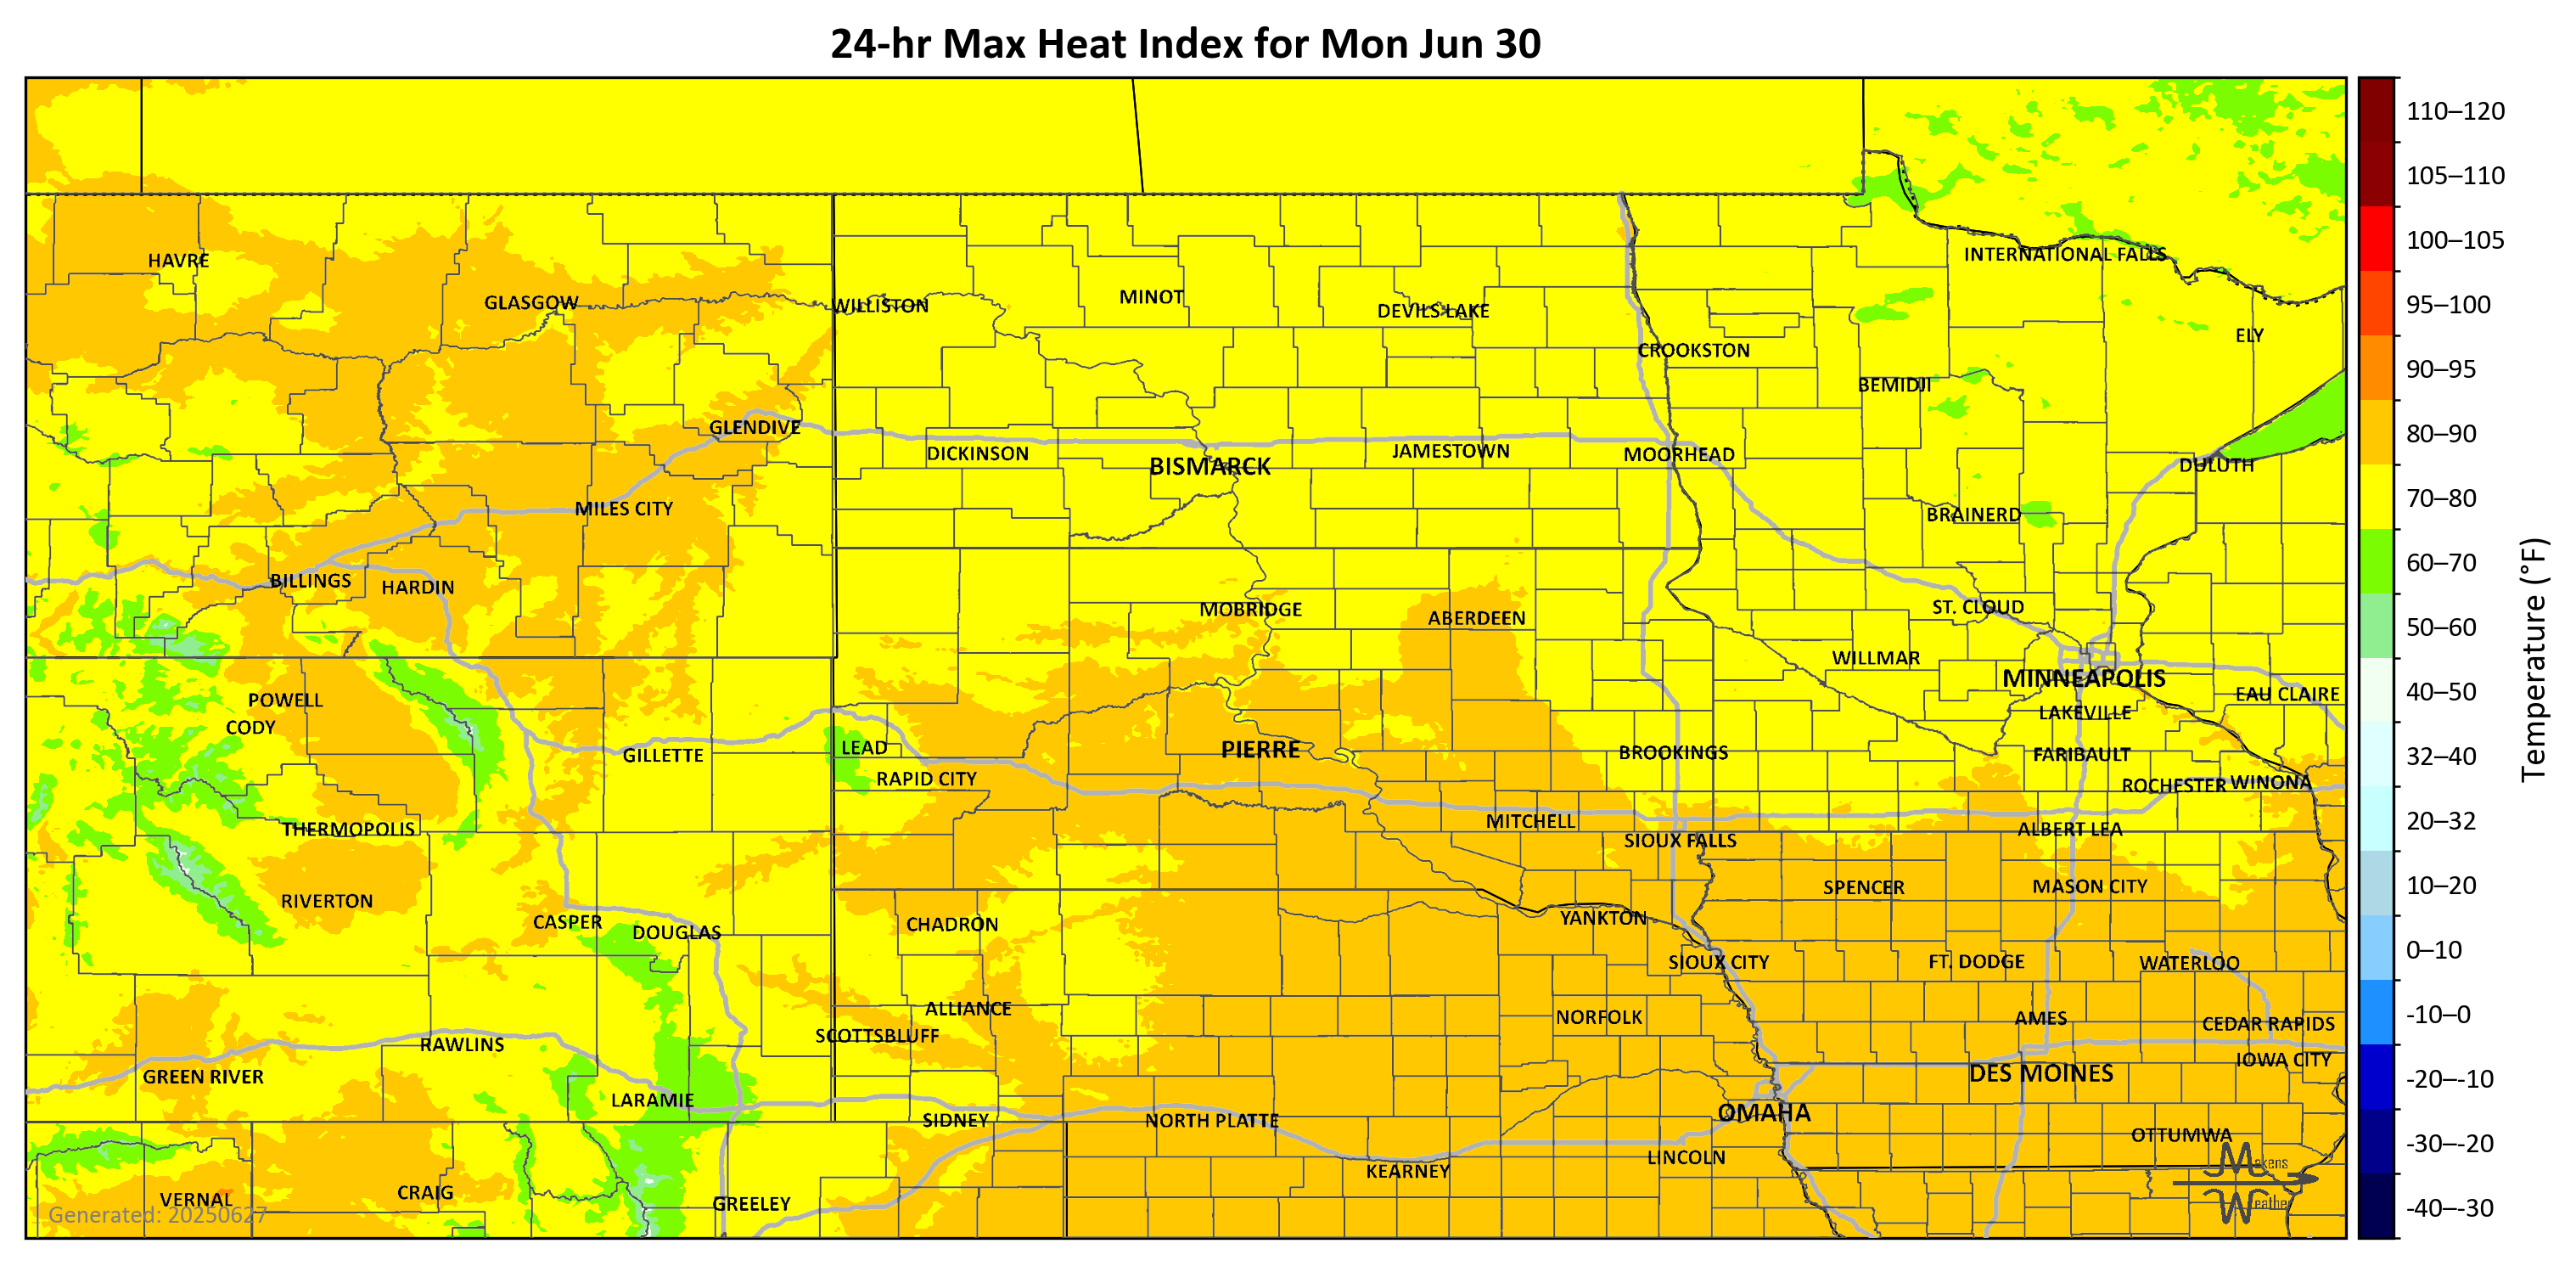 24-hr Max Heat Index for Mon Jun 30
110–120
105–110
100–105
95–100
90–95
80–90
70–80
60–70
50–60
40–50
32–40
20–32
10–20
0–10
-10–0
-20–-10
-30–-20
-40–-30
Temperature (°F)
HAVRE
INTERNATIONAL FALLS
GLASGOW
WILLISTON
MINOT
DEVILS LAKE
ELY
CROOKSTON
BEMIDJI
GLENDIVE
DICKINSON
BISMARCK
JAMESTOWN
MOORHEAD
DULUTH
MILES CITY
BRAINERD
BILLINGS
HARDIN
MOBRIDGE
ABERDEEN
ST. CLOUD
WILLMAR
MINNEAPOLIS
EAU CLAIRE
POWELL
CODY
LAKEVILLE
GILLETTE
LEAD
PIERRE
BROOKINGS
FARIBAULT
RAPID CITY
ROCHESTER
WINONA
THERMOPOLIS
MITCHELL
SIOUX FALLS
ALBERT LEA
RIVERTON
SPENCER
MASON CITY
CASPER
DOUGLAS
CHADRON
YANKTON
SIOUX CITY
FT. DODGE
WATERLOO
ALLIANCE
NORFOLK
AMES
CEDAR RAPIDS
SCOTTSBLUFF
RAWLINS
IOWA CITY
GREEN RIVER
DES MOINES
LARAMIE
SIDNEY
NORTH PLATTE
OMAHA
OTTUMWA
LINCOLN
KEARNEY
VERNAL
CRAIG
GREELEY
Generated: 20250627
Makens
Weather